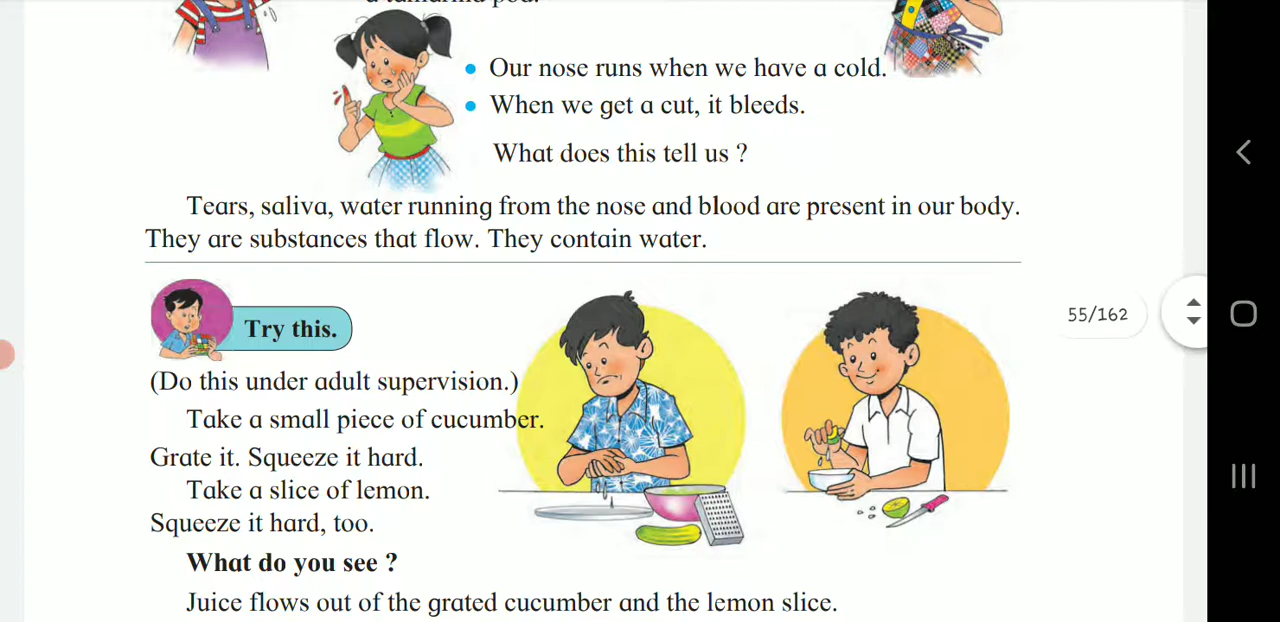 Our nose runs when we have a cold.
When we get a cut, it bleeds.
What does this tell us ?
Tears, saliva, water running from the nose and blood are present in our body.
They are substances that flow. They contain water.
Try this.
55/162
(Do this under adult supervision.)
Take a small piece of cucumber.
Grate it. Squeeze it hard.
Take a slice of lemon.
Squeeze it hard, too.
What do you see ?
Juice flows out of the grated cucumber and the lemon slice.